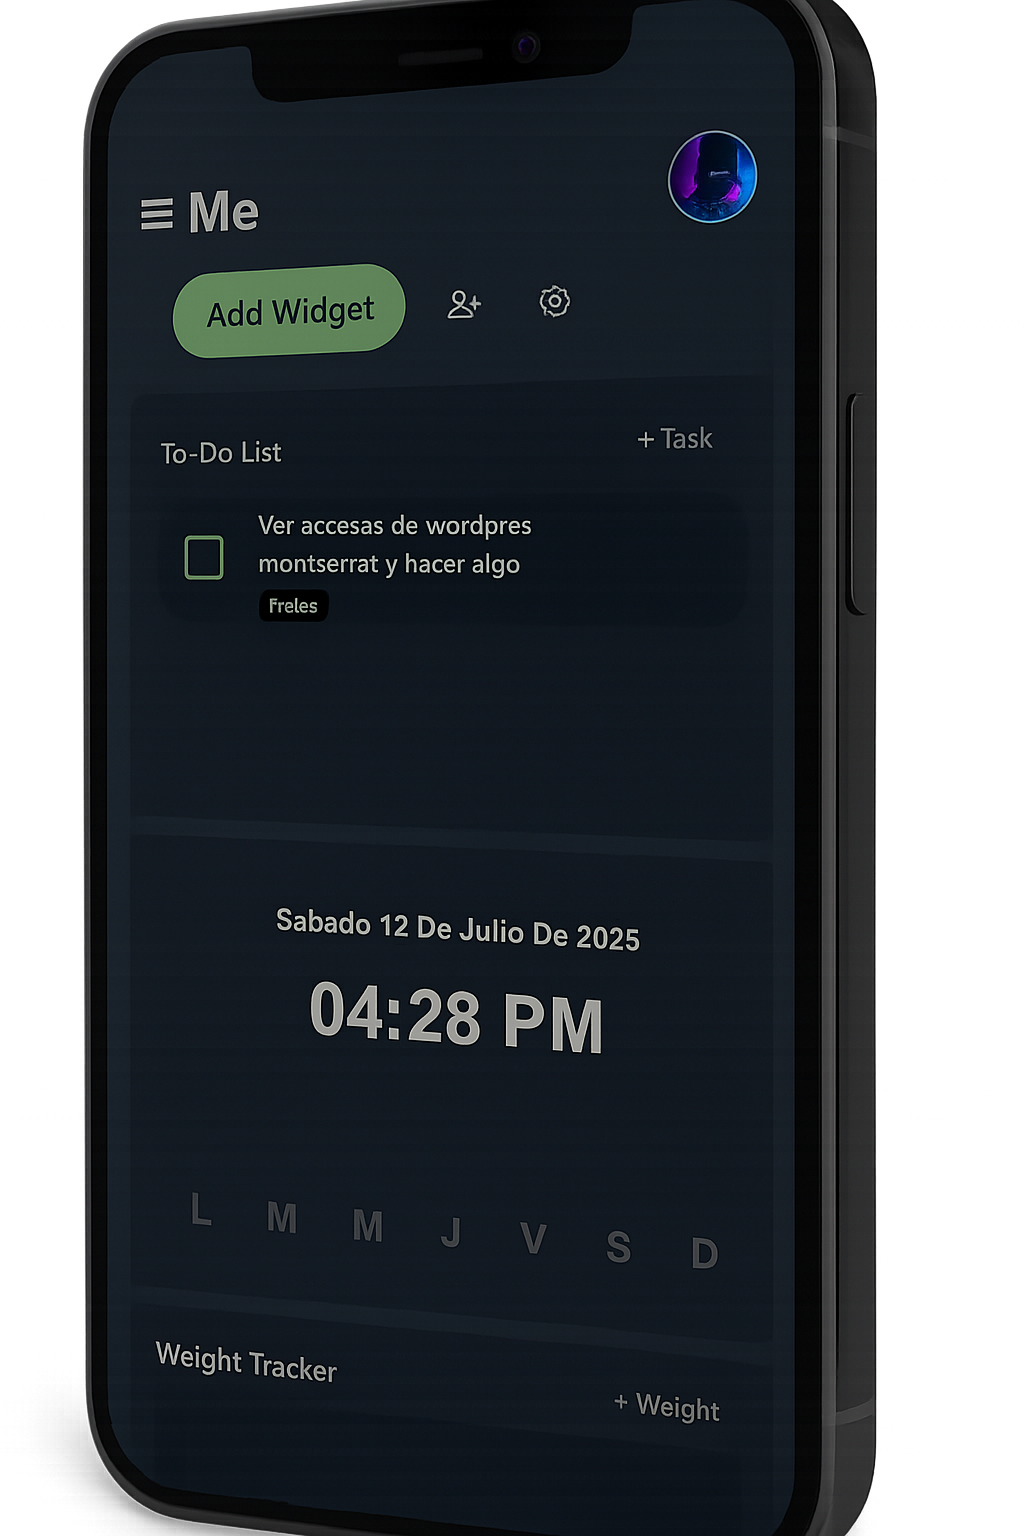 Me
Add Widget
To-Do List
+ Task
Ver accesas de wordpres
montserrat y hacer algo
Freles
Sabado 12 De Julio De 2025
04:28 PM
L M M J V S D
Weight Tracker
+ Weight